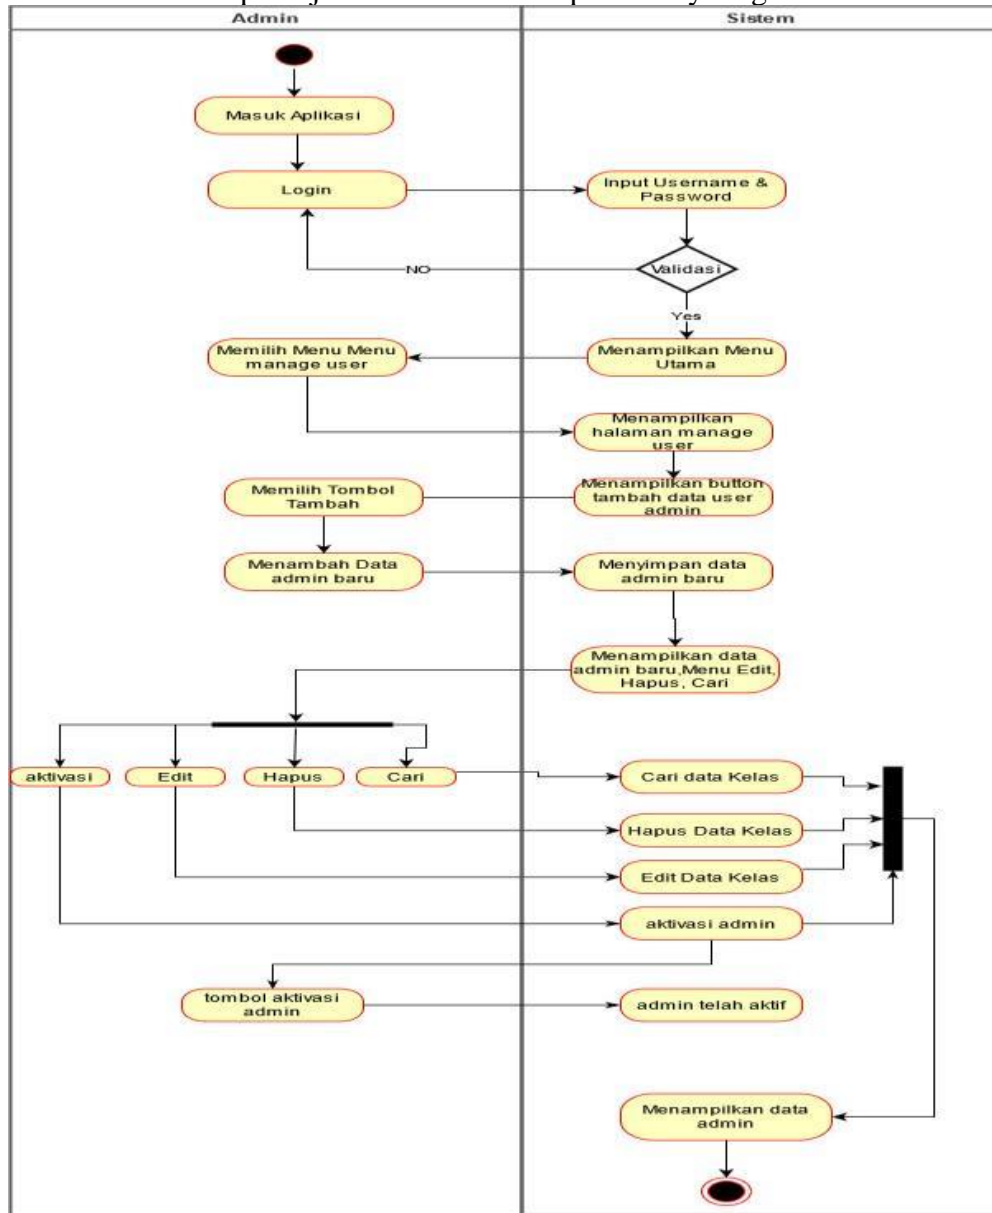 Admin
Sistem
Masuk Aplikasi
Login
Input Username &
Password
Validasi
NO
Yes
Memilih Menu Menu
manage user
Menampilkan Menu
Utama
Menampilkan
halaman manage
user
Memilih Tombol
Tambah
Menampilkan button
tambah data user
admin
Menambah Data
admin baru
Menyimpan data
admin baru
Menampilkan data
admin baru,Menu Edit,
Hapus, Cari
aktivasi
Edit
Hapus
Cari
Cari data Kelas
Hapus Data Kelas
Edit Data Kelas
aktivasi admin
tombol aktivasi
admin
admin telah aktif
Menampilkan data
admin